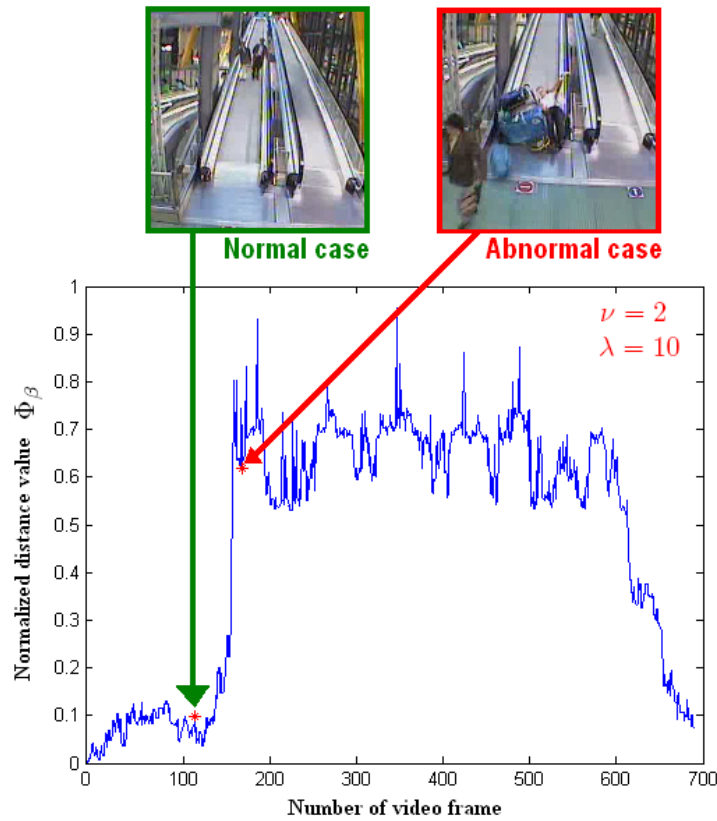 Normal case
Abnormal case
ν = 2
λ = 10
1
0.9
0.8
0.7
0.6
0.5
0.4
0.3
0.2
0.1
0
Normalized distance value Φβ
0 100 200 300 400 500 600 700
Number of video frame